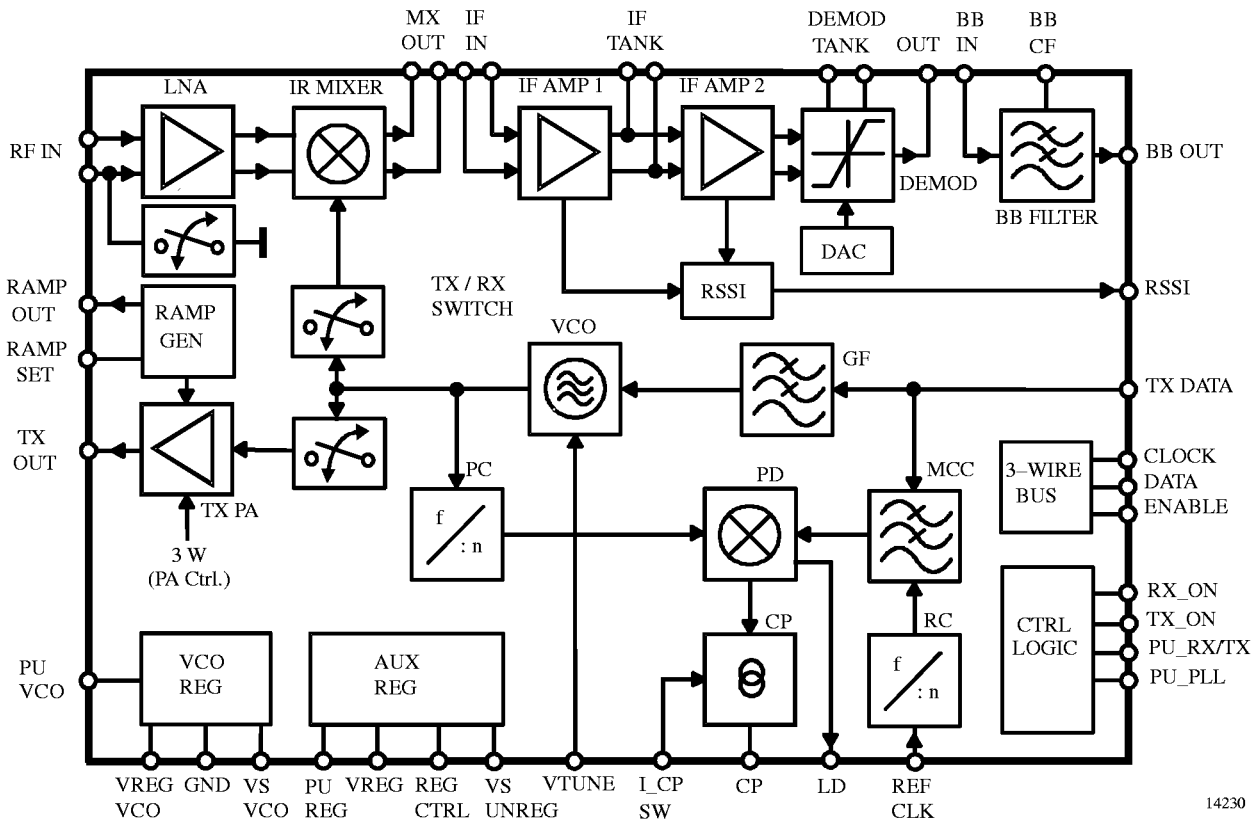 MX
OUT
IF
IN
IF
TANK
DEMOD
TANK
OUT
BB
IN
BB
CF
LNA
IR MIXER
IF AMP 1
IF AMP 2
RF IN
DEMOD
BB FILTER
BB OUT
DAC
RAMP
OUT
RAMP
GEN
TX / RX
SWITCH
RSSI
RSSI
RAMP
SET
VCO
GF
TX DATA
TX
OUT
TX PA
PC
PD
MCC
3–WIRE
BUS
CLOCK
DATA
ENABLE
f
: n
3 W
(PA Ctrl.)
CP
RC
CTRL
LOGIC
RX_ON
TX_ON
PU_RX/TX
PU_PLL
PU
VCO
VCO
REG
AUX
REG
f
: n
VREG
VCO
GND
VS
VCO
PU
REG
VREG
REG
CTRL
VS
UNREG
VTUNE
I_CP
SW
CP
LD
REF
CLK
14230